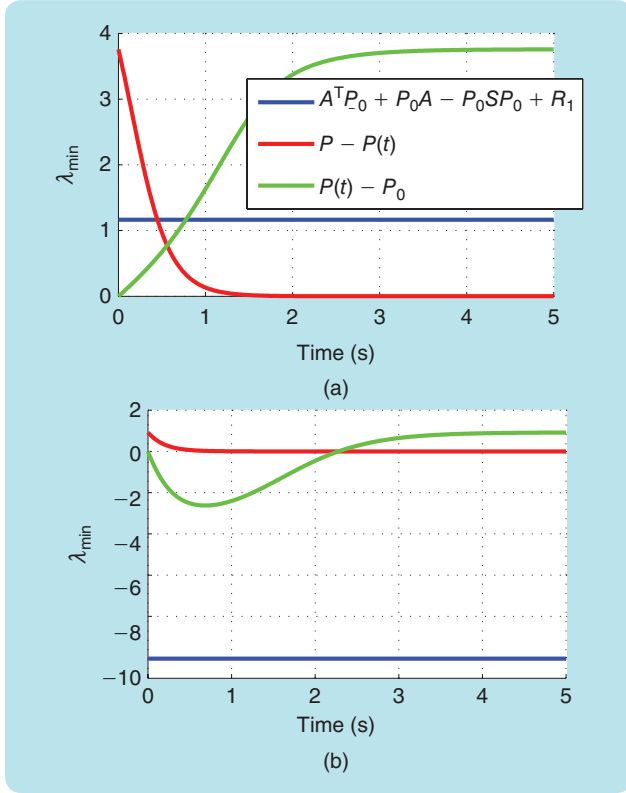 4
3
2
1
0
λmin
AᵀP₀ + P₀A − P₀SP₀ + R₁
P − P(t)
P(t) − P₀
0 1 2 3 4 5
Time (s)
(a)
2
0
−2
−4
−6
−8
−10
λmin
0 1 2 3 4 5
Time (s)
(b)